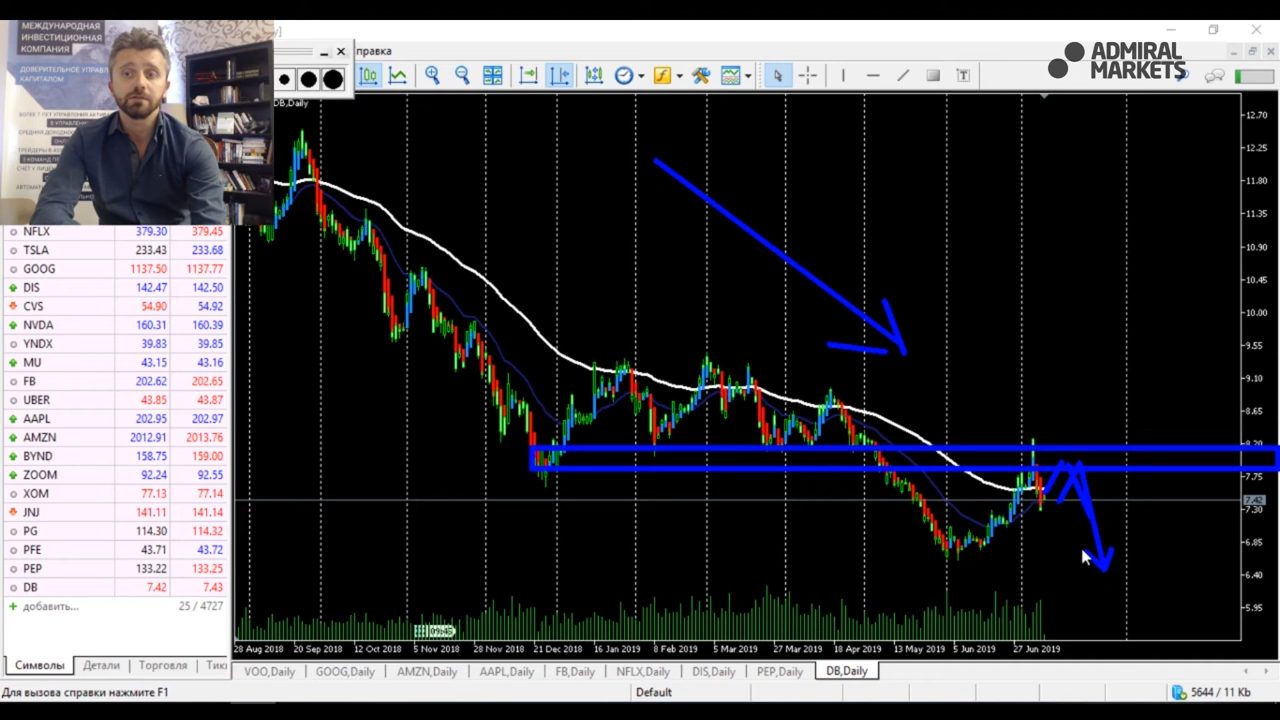 МЕЖДУНАРОДНАЯ
ИНВЕСТИЦИОННАЯ
КОМПАНИЯ
ДОВЕРИТЕЛЬНОЕ УПРАВ
КАПИТАЛОМ
правка
ADMIRAL
MARKETS
DB,Daily
12.70
12.25
11.80
11.35
10.90
10.45
10.00
9.55
9.10
8.65
8.20
7.75
7.42
7.30
6.85
6.40
5.95
NFLX 379.30 379.45
TSLA 233.43 233.68
GOOG 1137.50 1137.77
DIS 142.47 142.50
CVS 54.90 54.92
NVDA 160.31 160.39
YNDX 39.83 39.85
MU 43.15 43.16
FB 202.62 202.65
UBER 43.85 43.87
AAPL 202.95 202.97
AMZN 2012.91 2013.76
BYND 158.75 159.00
ZOOM 92.24 92.55
XOM 77.13 77.14
JNJ 141.11 141.14
PG 114.30 114.32
PFE 43.71 43.72
PEP 133.22 133.25
DB 7.42 7.43
добавить... 25 / 4727
28 Aug 2018 20 Sep 2018 12 Oct 2018 5 Nov 2018 28 Nov 2018 21 Dec 2018 16 Jan 2019 8 Feb 2019 5 Mar 2019 27 Mar 2019 18 Apr 2019 13 May 2019 5 Jun 2019 27 Jun 2019
Символы Детали Торговля Тик
VOO,Daily GOOG,Daily AMZN,Daily AAPL,Daily FB,Daily NFLX,Daily DIS,Daily PEP,Daily DB,Daily
Для вызова справки нажмите F1 Default 5644 / 11 Kb